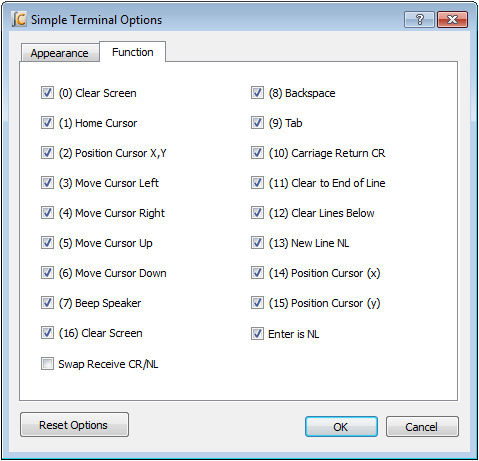 Simple Terminal Options
Appearance
Function
(0) Clear Screen
(1) Home Cursor
(2) Position Cursor X,Y
(3) Move Cursor Left
(4) Move Cursor Right
(5) Move Cursor Up
(6) Move Cursor Down
(7) Beep Speaker
(16) Clear Screen
Swap Receive CR/NL
(8) Backspace
(9) Tab
(10) Carriage Return CR
(11) Clear to End of Line
(12) Clear Lines Below
(13) New Line NL
(14) Position Cursor (x)
(15) Position Cursor (y)
Enter is NL
Reset Options
OK
Cancel